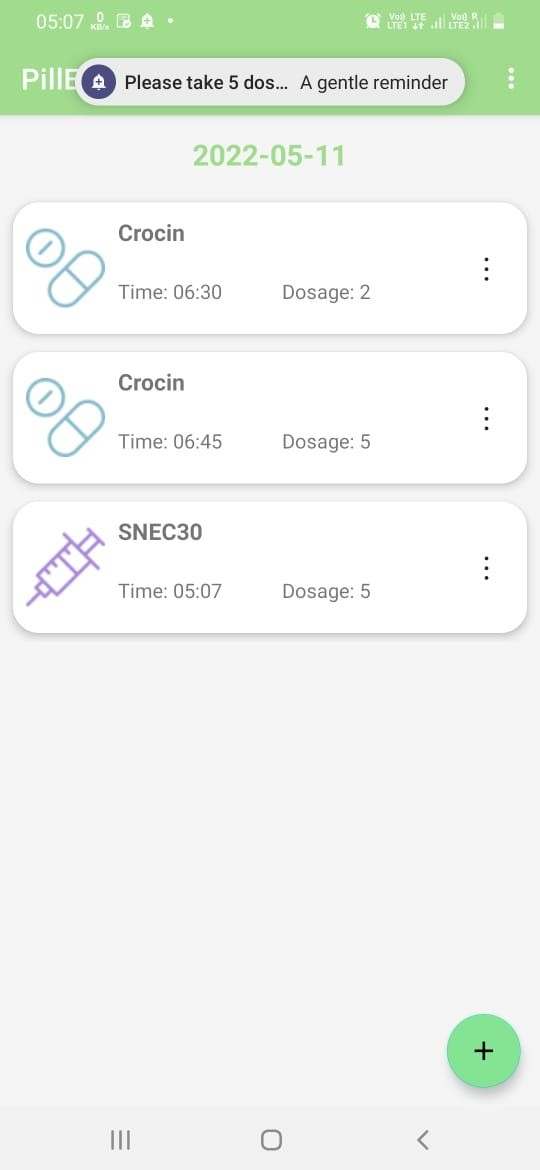 05:07 0 KB/s Vo) LTE LTE1 Vo) R LTE2
PillE
Please take 5 dos... A gentle reminder
2022-05-11
Crocin
Time: 06:30 Dosage: 2
Crocin
Time: 06:45 Dosage: 5
SNEC30
Time: 05:07 Dosage: 5
+